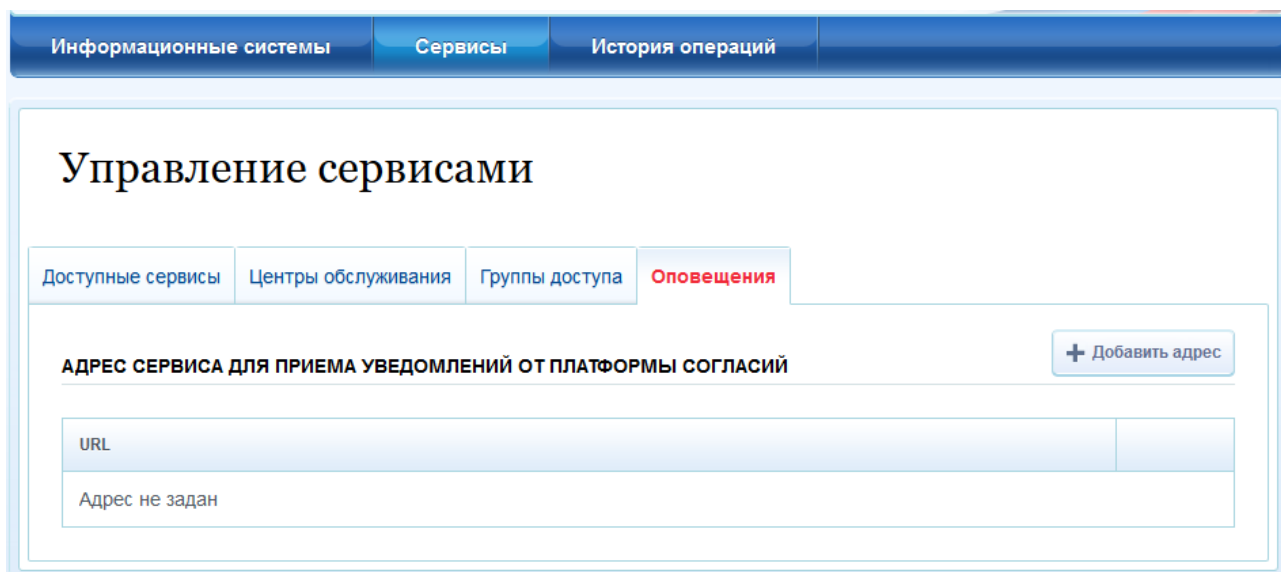 Информационные системы Сервисы История операций
Управление сервисами
Доступные сервисы Центры обслуживания Группы доступа Оповещения
АДРЕС СЕРВИСА ДЛЯ ПРИЕМА УВЕДОМЛЕНИЙ ОТ ПЛАТФОРМЫ СОГЛАСИЙ
+ Добавить адрес
URL
Адрес не задан